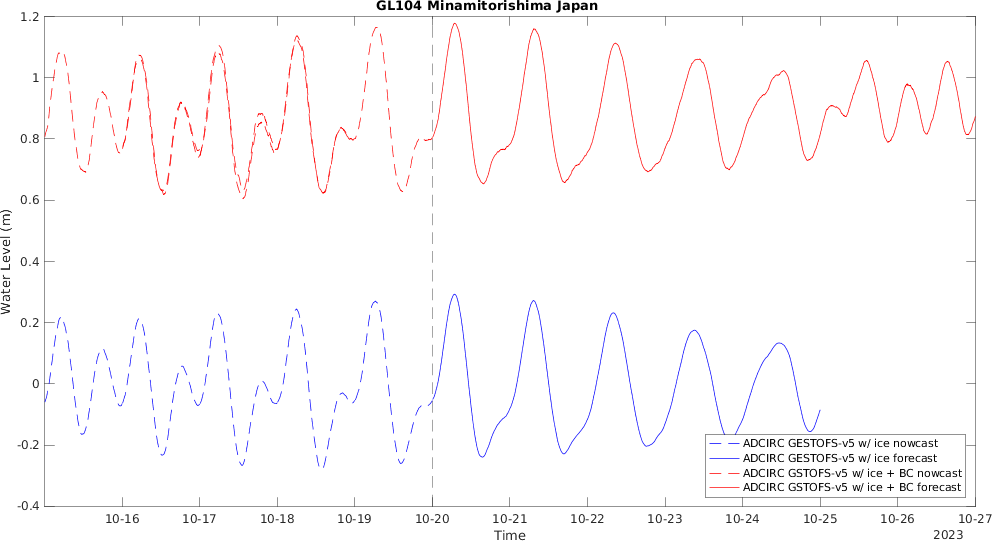 GL104 Minamitorishima Japan
1.2
1
0.8
0.6
0.4
0.2
0
-0.2
-0.4
Water Level (m)
ADCIRC GESTOFS-v5 w/ ice nowcast
ADCIRC GESTOFS-v5 w/ ice forecast
ADCIRC GSTOFS-v5 w/ ice + BC nowcast
ADCIRC GSTOFS-v5 w/ ice + BC forecast
10-16 10-17 10-18 10-19 10-20 10-21 10-22 10-23 10-24 10-25 10-26 10-27
Time
2023